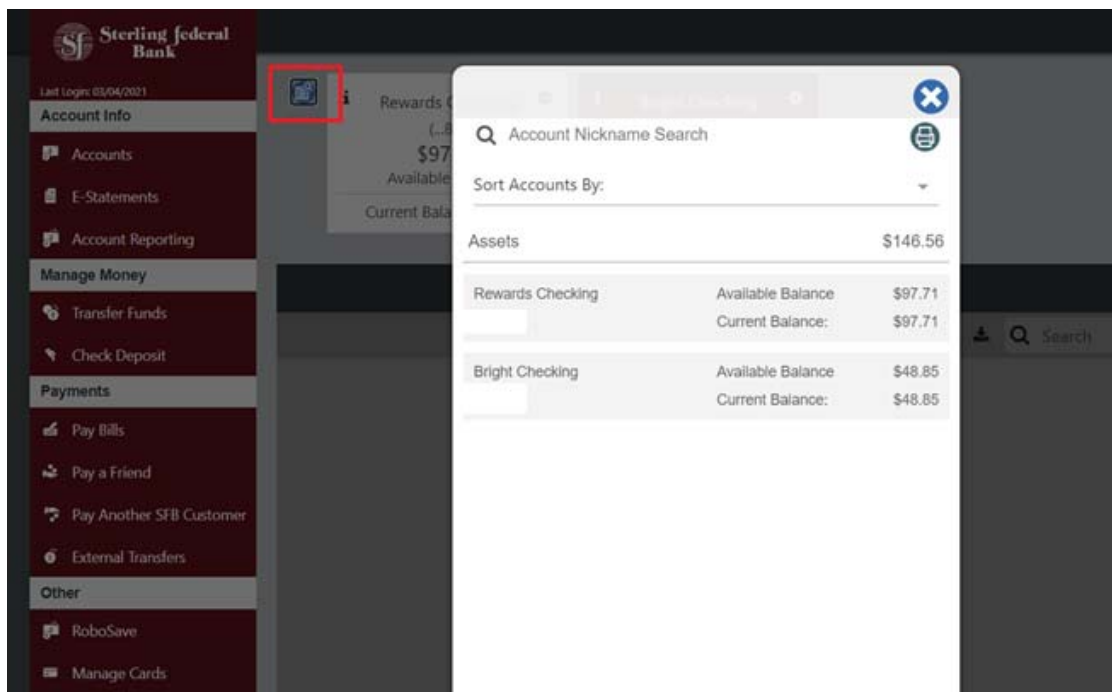 Sterling federal
Bank
Last Login: 03/04/2021
Account Info
Accounts
E-Statements
Account Reporting
Manage Money
Transfer Funds
Check Deposit
Payments
Pay Bills
Pay a Friend
Pay Another SFB Customer
External Transfers
Other
RoboSave
Manage Cards
Rewards
(...8
$97
Available
Current Bala
Bright Checking
Account Nickname Search
Sort Accounts By:
Assets $146.56
Rewards Checking Available Balance $97.71
Current Balance: $97.71
Bright Checking Available Balance $48.85
Current Balance: $48.85
Search